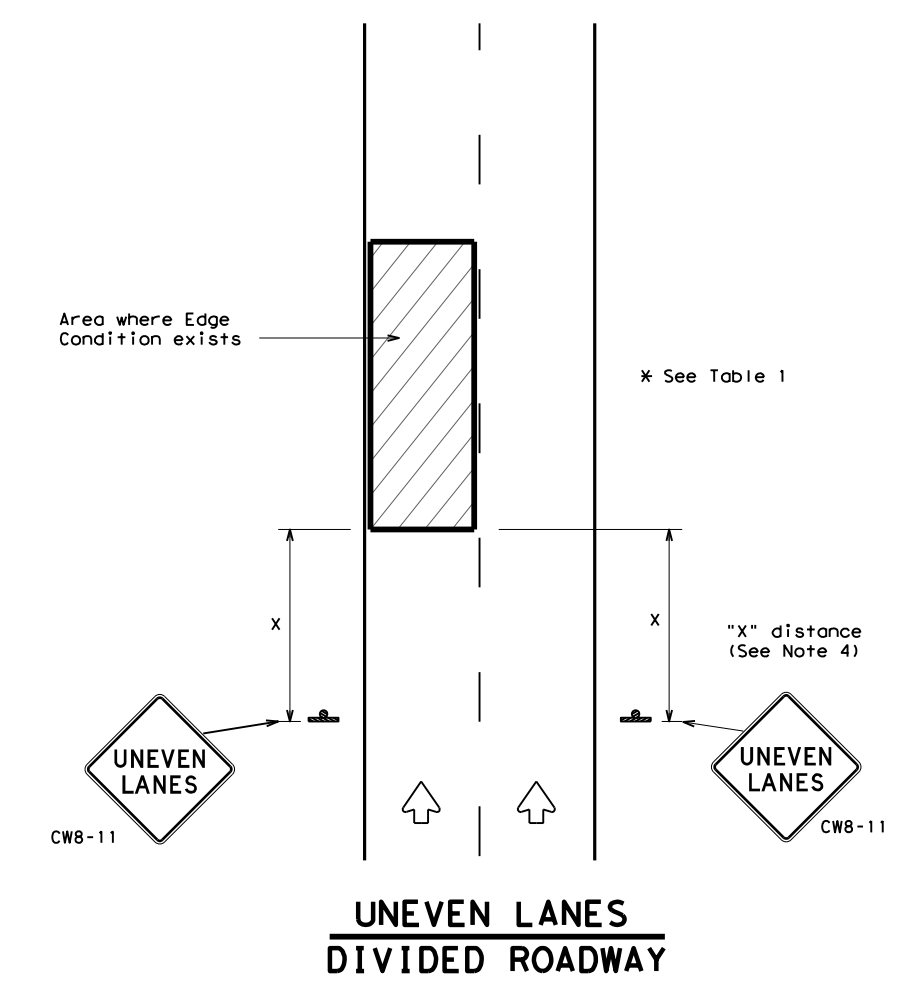 Area where Edge
Condition exists
* See Table 1
X
X
"X" distance
(See Note 4)
UNEVEN
LANES
CW8-11
UNEVEN
LANES
CW8-11
UNEVEN LANES
DIVIDED ROADWAY